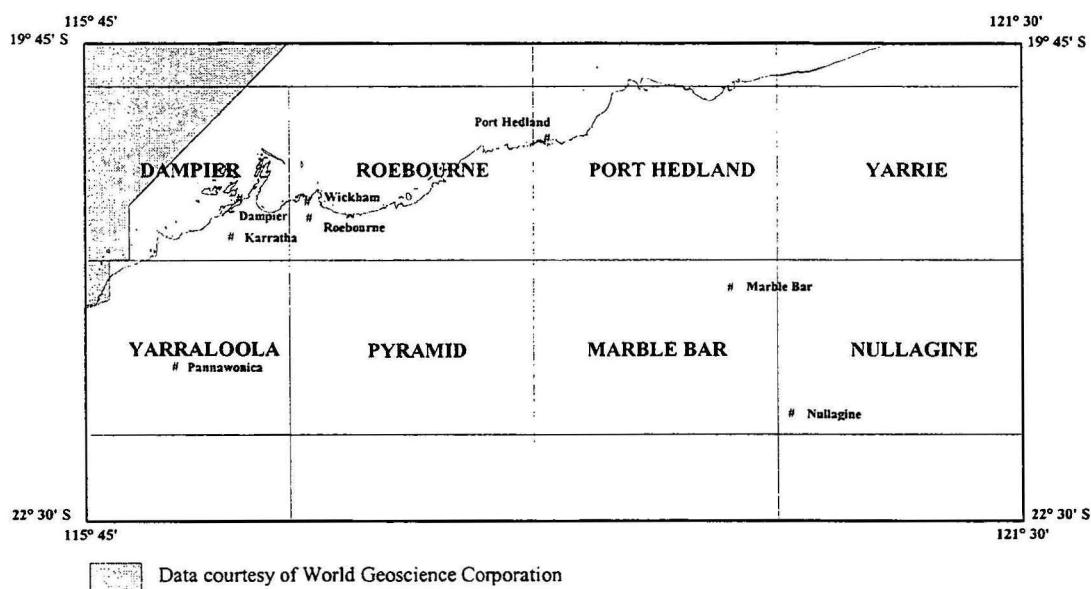 115° 45'
121° 30'
19° 45' S
19° 45' S
Port Hedland
DAMPIER
ROEBOURNE
PORT HEDLAND
YARRIE
Wickham
Dampier
Roebourne
# Karratha
# Marble Bar
YARRALOOLA
PYRAMID
MARBLE BAR
NULLAGINE
# Pannawonica
# Nullagine
22° 30' S
22° 30' S
115° 45'
121° 30'
Data courtesy of World Geoscience Corporation